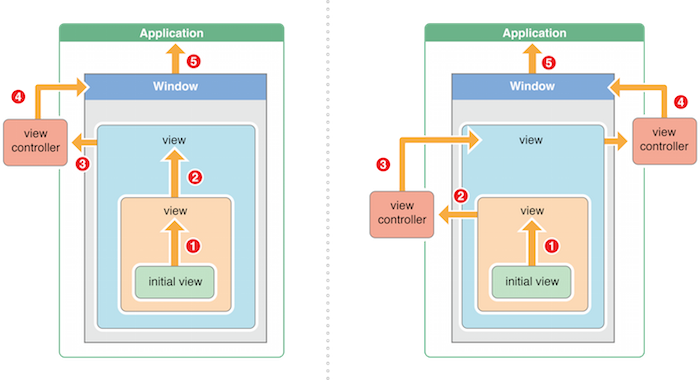 Application
5
Window
4
view
controller
3
view
2
view
1
initial view
Application
5
Window
4
view
controller
view
3
view
controller
2
view
1
initial view